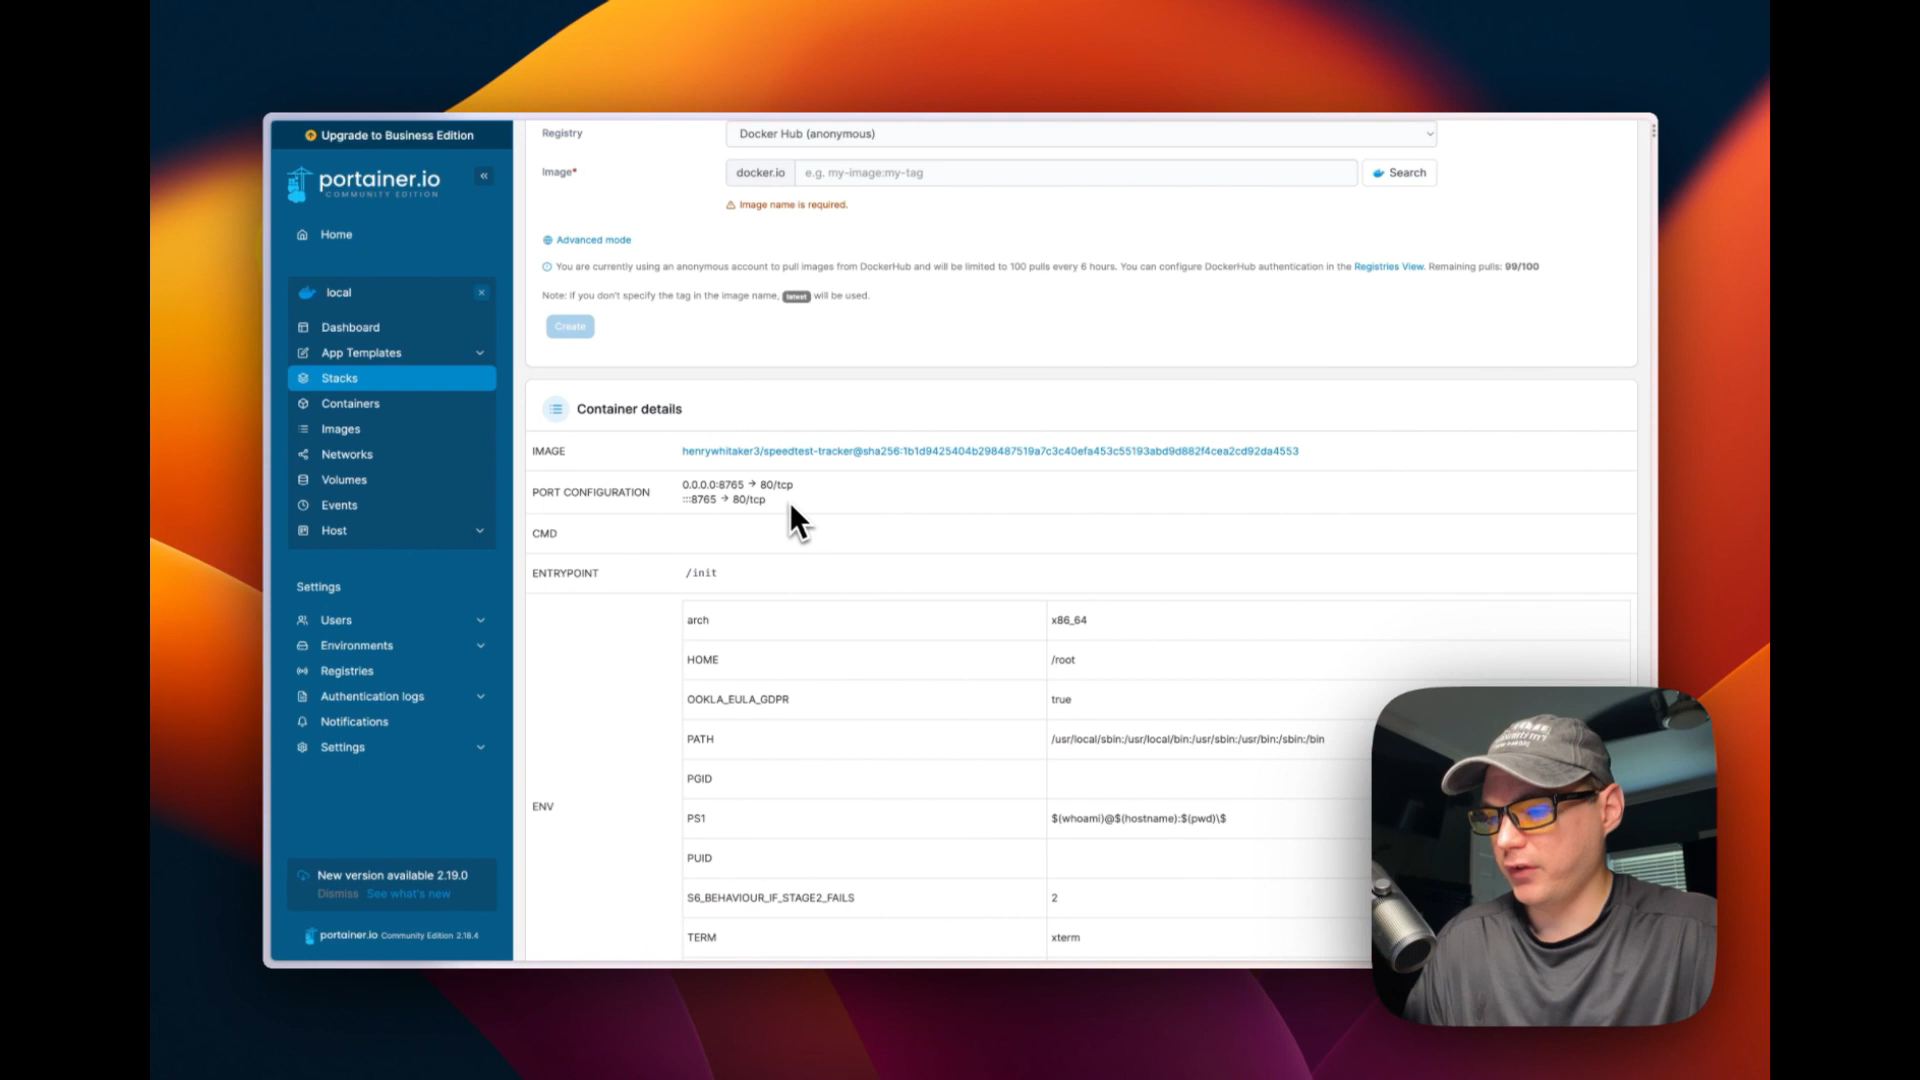 Upgrade to Business Edition
portainer.io
COMMUNITY EDITION
Home
local
Dashboard
App Templates
Stacks
Containers
Images
Networks
Volumes
Events
Host
Settings
Users
Environments
Registries
Authentication logs
Notifications
Settings
New version available 2.19.0
Dismiss See what's new
portainer.io Community Edition 2.18.4
Registry Docker Hub (anonymous)
Image* docker.io e.g. my-image:my-tag Search
Image name is required.
Advanced mode
You are currently using an anonymous account to pull images from DockerHub and will be limited to 100 pulls every 6 hours. You can configure DockerHub authentication in the Registries View. Remaining pulls: 99/100
Note: if you don't specify the tag in the image name, latest will be used.
Create
Container details
IMAGE henrywhitaker3/speedtest-tracker@sha256:1b1d9425404b298487519a7c3c40efa453c55193abd9d882f4cea2cd92da4553
PORT CONFIGURATION 0.0.0.0:8765 → 80/tcp
:::8765 → 80/tcp
CMD
ENTRYPOINT /init
ENV
arch x86_64
HOME /root
OOKLA_EULA_GDPR true
PATH /usr/local/sbin:/usr/local/bin:/usr/sbin:/usr/bin:/sbin:/bin
PGID
PS1 $(whoami)@$(hostname):$(pwd)\$
PUID
S6_BEHAVIOUR_IF_STAGE2_FAILS 2
TERM xterm